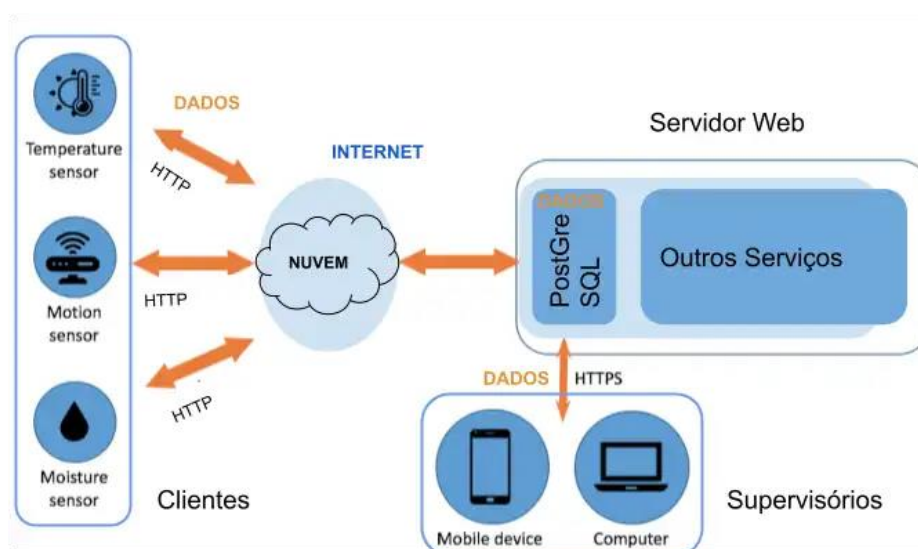 Temperature
sensor
Motion
sensor
Moisture
sensor
Clientes
DADOS
HTTP
HTTP
HTTP
INTERNET
NUVEM
Servidor Web
DADOS
PostGre
SQL
Outros Serviços
DADOS
HTTPS
Mobile device
Computer
Supervisórios